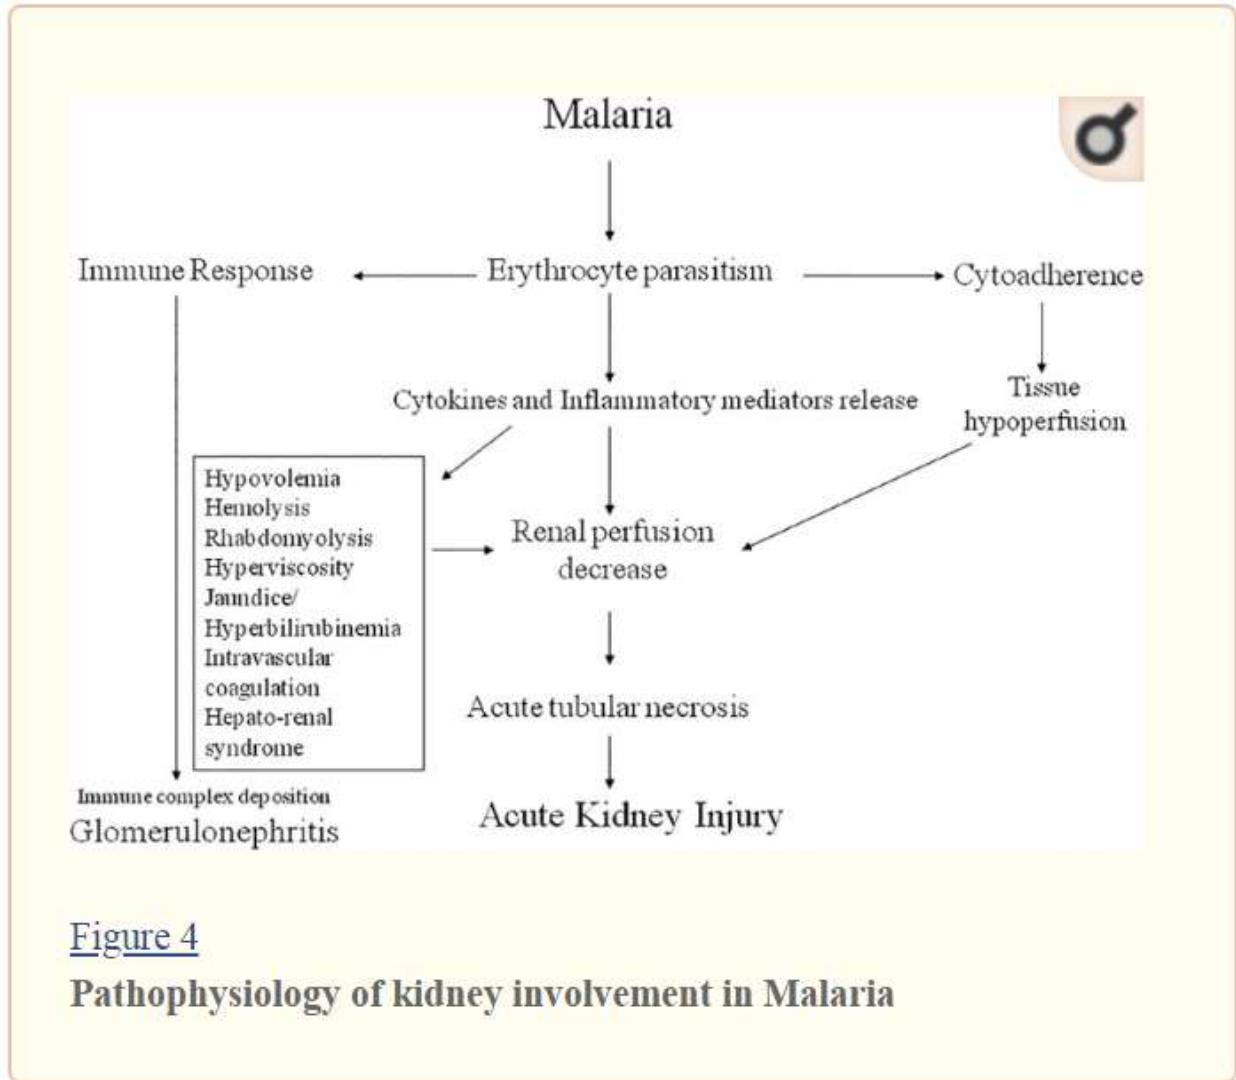 Malaria
Immune Response
Erythrocyte parasitism
Cytoadherence
Cytokines and Inflammatory mediators release
Tissue
hypoperfusion
Hypovolemia
Hemolysis
Rhabdomyolysis
Hyperviscosity
Jaundice/
Hyperbilirubinemia
Intravascular
coagulation
Hepato-renal
syndrome
Renal perfusion
decrease
Acute tubular necrosis
Immune complex deposition
Glomerulonephritis
Acute Kidney Injury
Figure 4
Pathophysiology of kidney involvement in Malaria